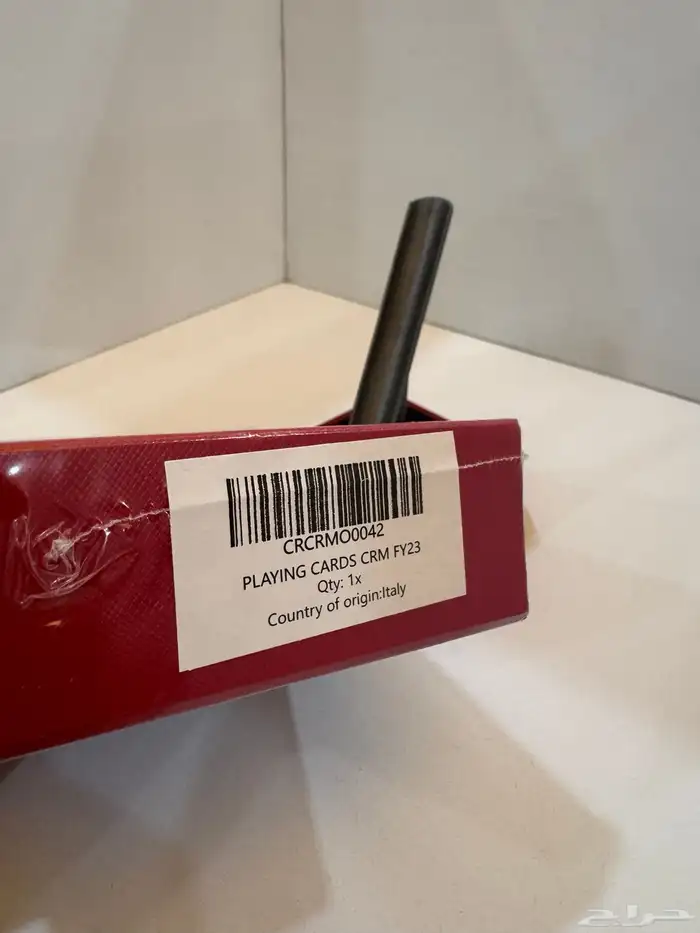 CRCRMO0042
PLAYING CARDS CRM FY23
Qty: 1x
Country of origin:Italy
حراج